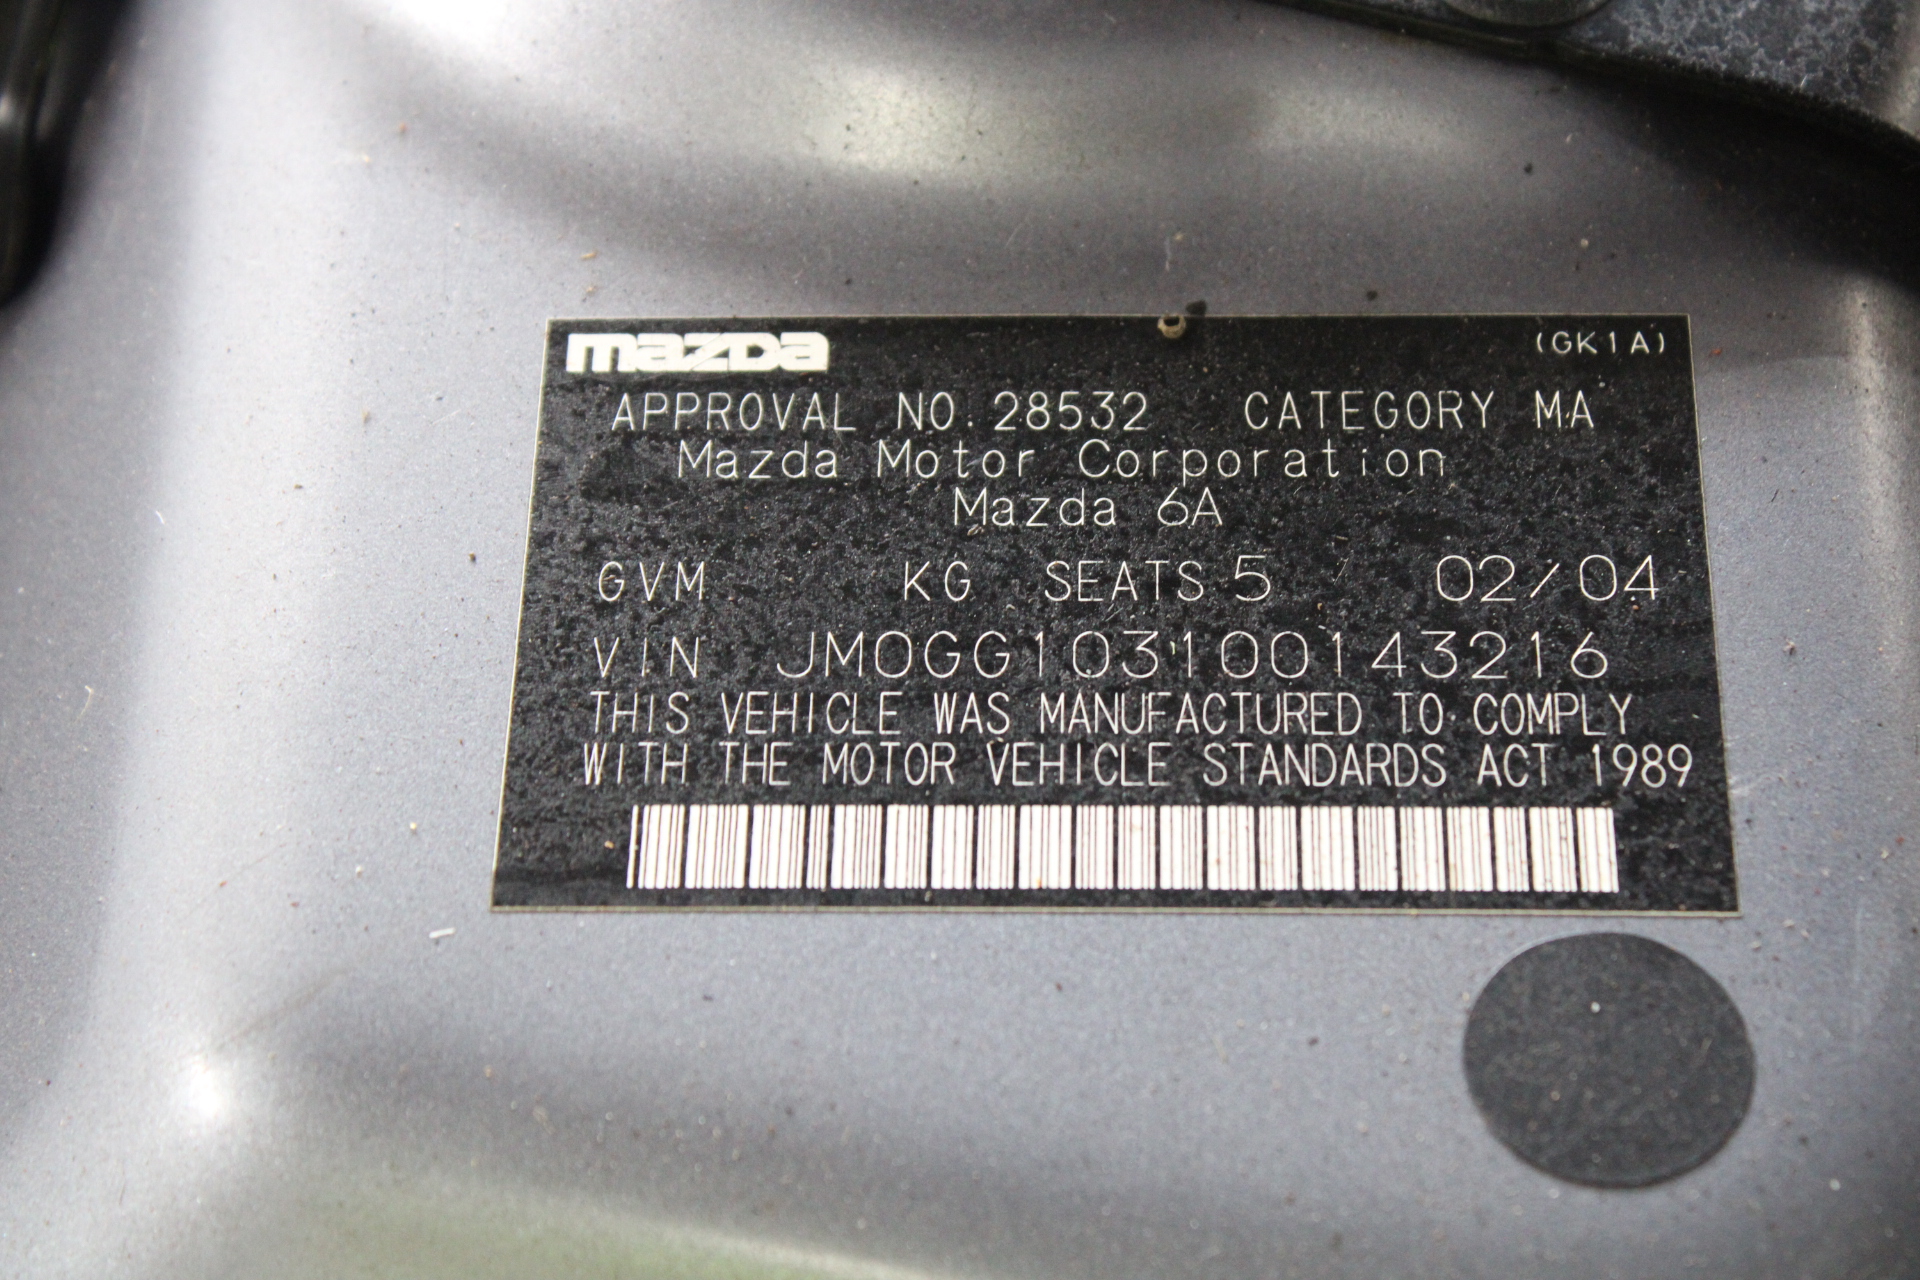 mazda (GK1A)
APPROVAL NO. 28532 CATEGORY MA
Mazda Motor Corporation
Mazda 6A
GVM KG SEATS 5 02/04
VIN JM0GG103100143216
THIS VEHICLE WAS MANUFACTURED TO COMPLY
WITH THE MOTOR VEHICLE STANDARDS ACT 1989